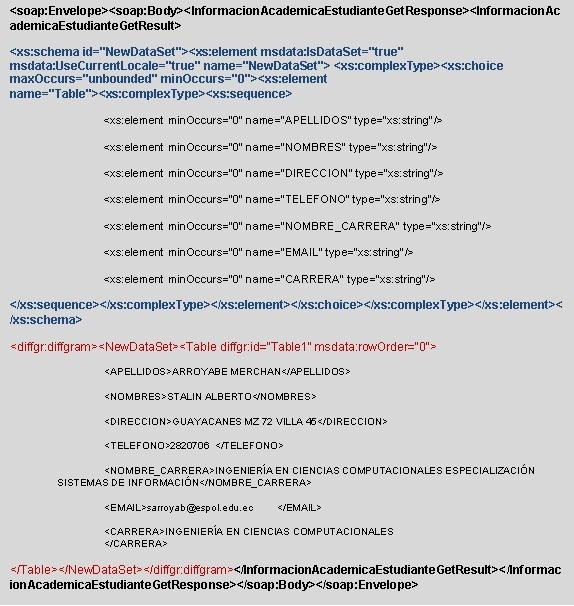 <soap:Envelope><soap:Body><InformacionAcademicaEstudianteGetResponse><InformacionAc
ademicaEstudianteGetResult>
<xs:schema id="NewDataSet"><xs:element msdata:IsDataSet="true"
msdata:UseCurrentLocale="true" name="NewDataSet"> <xs:complexType><xs:choice
maxOccurs="unbounded" minOccurs="0"><xs:element
name="Table"><xs:complexType><xs:sequence>
<xs:element minOccurs="0" name="APELLIDOS" type="xs:string"/>
<xs:element minOccurs="0" name="NOMBRES" type="xs:string"/>
<xs:element minOccurs="0" name="DIRECCION" type="xs:string"/>
<xs:element minOccurs="0" name="TELEFONO" type="xs:string"/>
<xs:element minOccurs="0" name="NOMBRE_CARRERA" type="xs:string"/>
<xs:element minOccurs="0" name="EMAIL" type="xs:string"/>
<xs:element minOccurs="0" name="CARRERA" type="xs:string"/>
</xs:sequence></xs:complexType></xs:element></xs:choice></xs:complexType></xs:element><
/xs:schema>
<diffgr:diffgram><NewDataSet><Table diffgr:id="Table1" msdata:rowOrder="0">
<APELLIDOS>ARROYABE MERCHAN</APELLIDOS>
<NOMBRES>STALIN ALBERTO</NOMBRES>
<DIRECCION>GUAYACANES MZ 72 VILLA 45</DIRECCION>
<TELEFONO>2820706 </TELEFONO>
<NOMBRE_CARRERA>INGENIERÍA EN CIENCIAS COMPUTACIONALES ESPECIALIZACIÓN
SISTEMAS DE INFORMACIÓN</NOMBRE_CARRERA>
<EMAIL>sarroyab@espol.edu.ec </EMAIL>
<CARRERA>INGENIERÍA EN CIENCIAS COMPUTACIONALES
</CARRERA>
</Table></NewDataSet></diffgr:diffgram></InformacionAcademicaEstudianteGetResult></Informac
ionAcademicaEstudianteGetResponse></soap:Body></soap:Envelope>